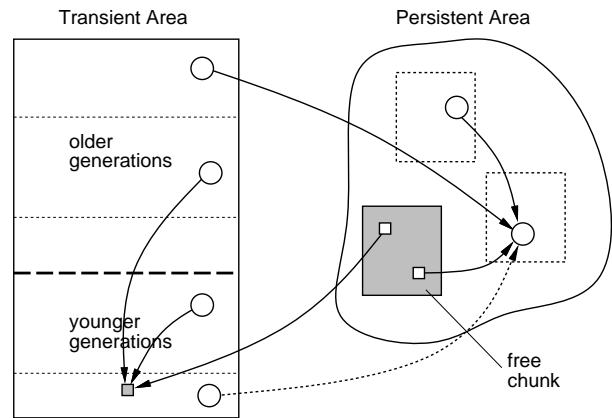 Transient Area
Persistent Area
older
generations
younger
generations
free
chunk